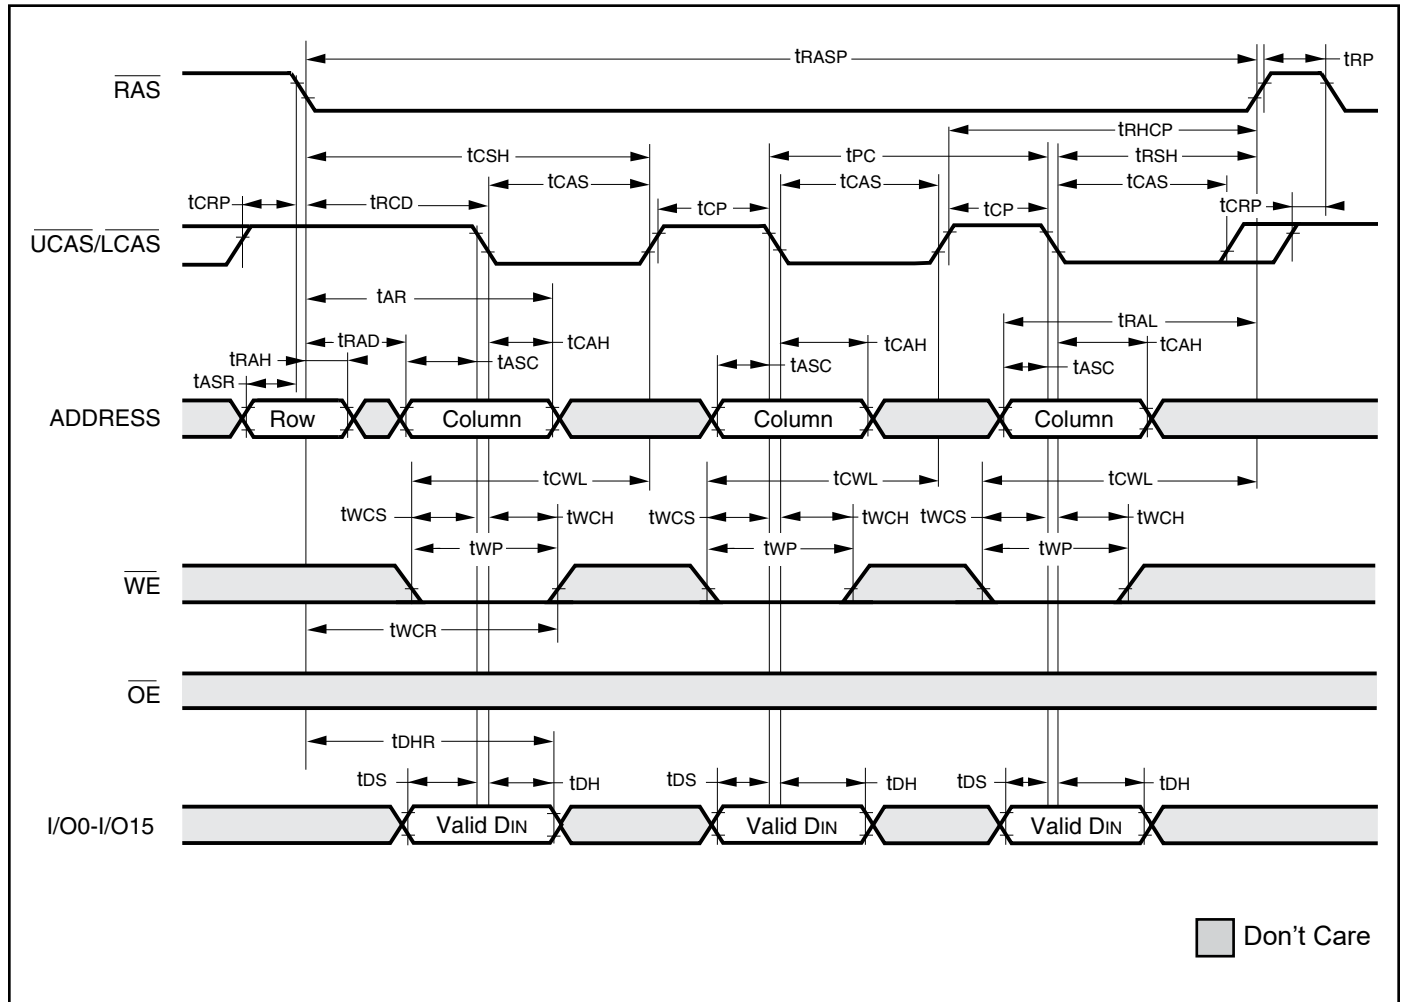 tRASP
tRP
RAS
tRHCP
tCSH
tPC
tRSH
tCAS
tCAS
tCAS
tCRP
tRCD
tCP
tCP
tCRP
UCAS/LCAS
tAR
tRAL
tRAD
tCAH
tCAH
tCAH
tRAH
tASC
tASC
tASC
tASR
ADDRESS
Row
Column
Column
Column
tCWL
tCWL
tCWL
tWCS
tWCH
tWCS
tWCH
tWCS
tWCH
tWP
tWP
tWP
WE
tWCR
OE
tDHR
tDS
tDH
tDS
tDH
tDS
tDH
I/O0-I/O15
Valid DIN
Valid DIN
Valid DIN
Don't Care